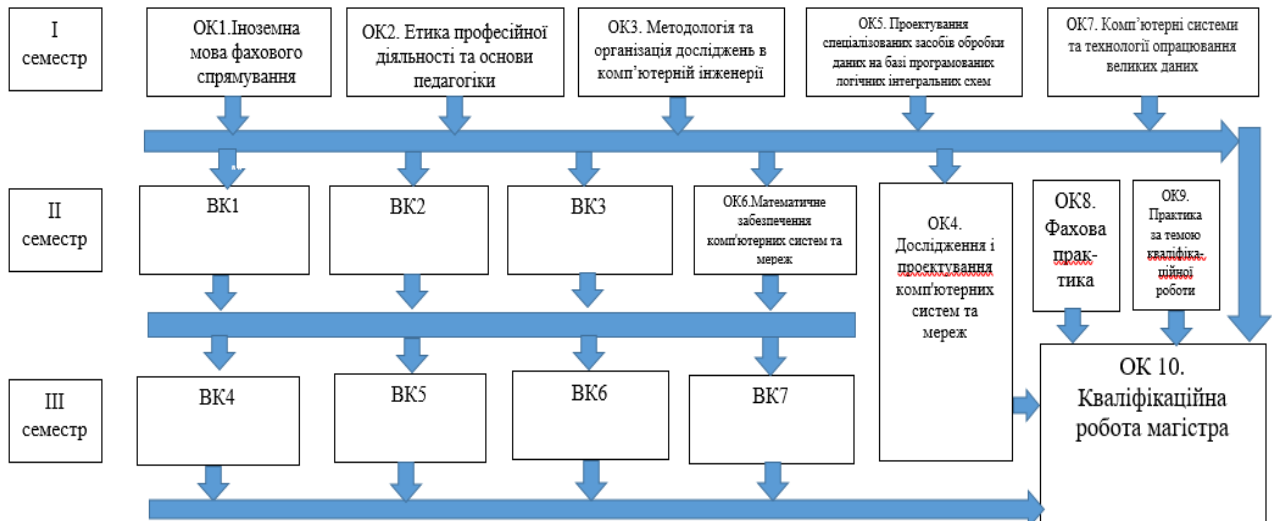 I
семестр
ОК1.Іноземна
мова фахового
спрямування
ОК2. Етика професійної
діяльності та основи
педагогіки
ОК3. Методологія та
організація досліджень в
комп’ютерній інженерії
ОК5. Проектування
спеціалізованих засобів обробки
даних на базі програмованих
логічних інтегральних схем
ОК7. Комп’ютерні системи
та технології опрацювання
великих даних
II
семестр
ВК1
ВК2
ВК3
ОК6.Математичне
забезпечення
комп'ютерних систем та
мереж
ОК4.
Дослідження і
проєктування
комп'ютерних
систем та
мереж
ОК8.
Фахова
прак-
тика
ОК9.
Практика
за темою
кваліфіка-
ційної
роботи
III
семестр
ВК4
ВК5
ВК6
ВК7
ОК 10.
Кваліфікаційна
робота магістра